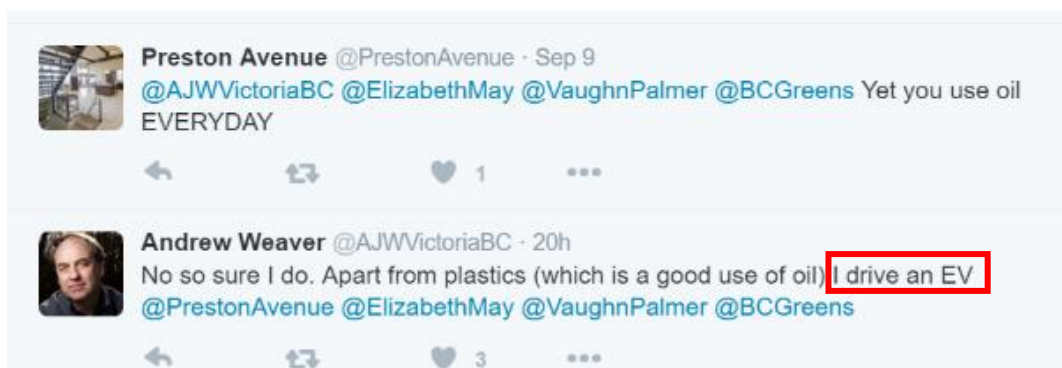 Preston Avenue @PrestonAvenue · Sep 9
@AJWVictoriaBC @ElizabethMay @VaughnPalmer @BCGreens Yet you use oil
EVERYDAY
1
Andrew Weaver @AJWVictoriaBC · 20h
No so sure I do. Apart from plastics (which is a good use of oil) I drive an EV
@PrestonAvenue @ElizabethMay @VaughnPalmer @BCGreens
3